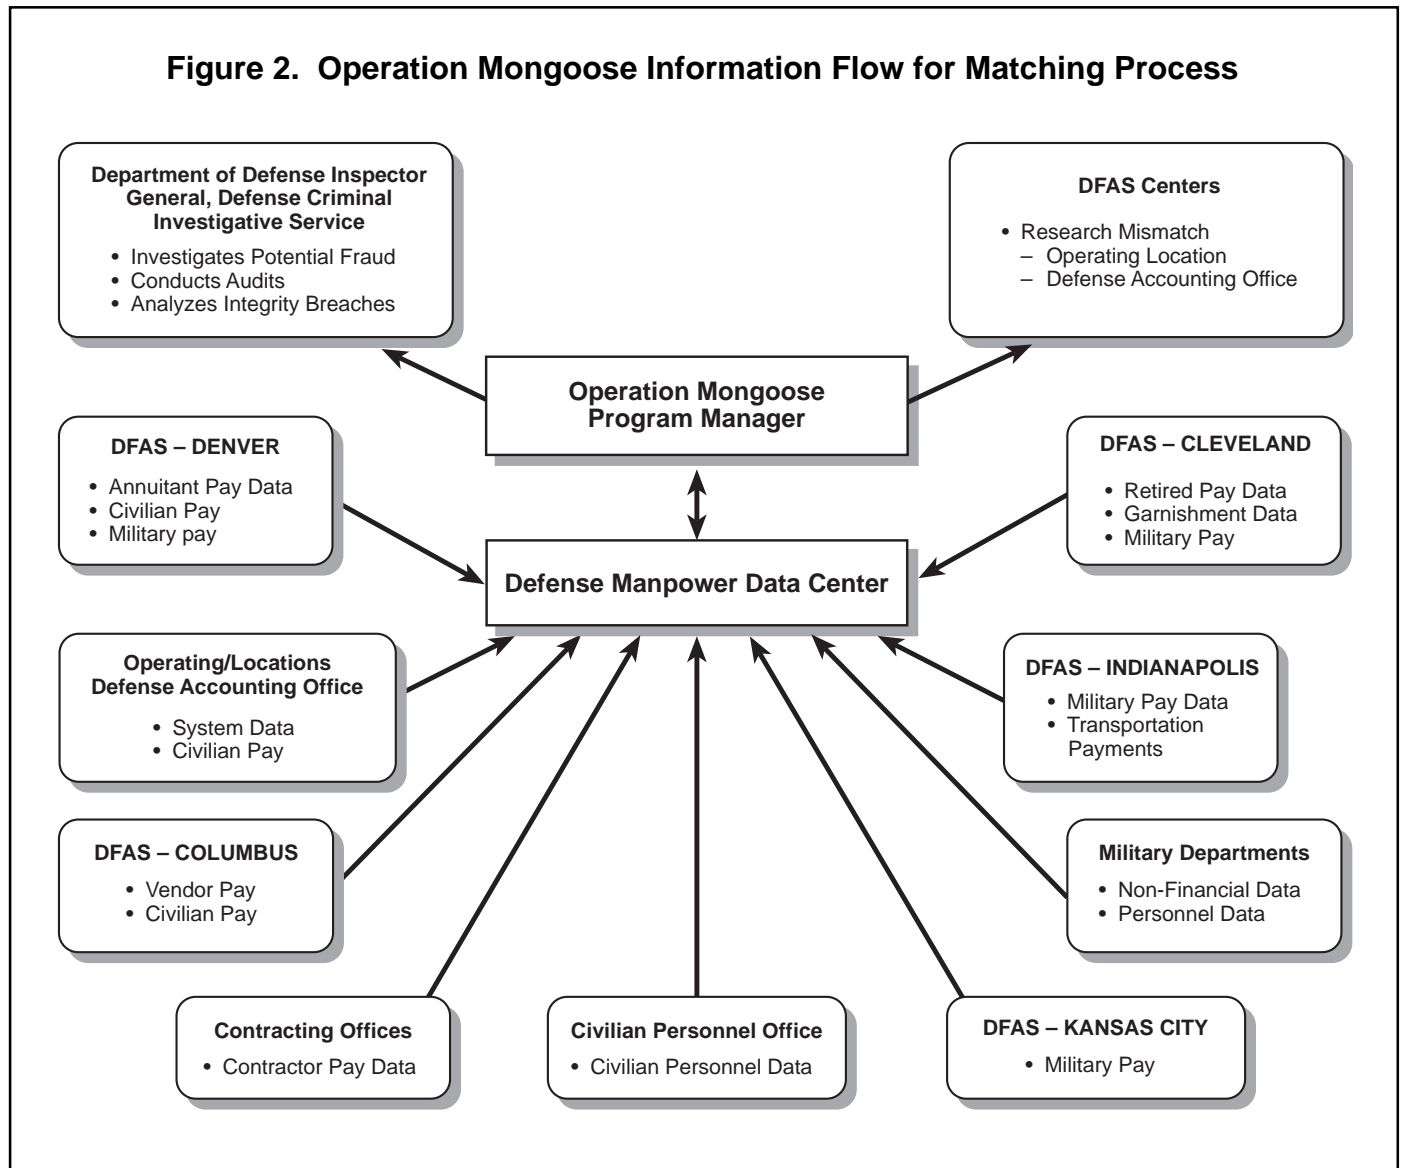 Figure 2. Operation Mongoose Information Flow for Matching Process
Department of Defense Inspector
General, Defense Criminal
Investigative Service
• Investigates Potential Fraud
• Conducts Audits
• Analyzes Integrity Breaches
DFAS Centers
• Research Mismatch
– Operating Location
– Defense Accounting Office
Operation Mongoose
Program Manager
DFAS – DENVER
• Annuitant Pay Data
• Civilian Pay
• Military pay
DFAS – CLEVELAND
• Retired Pay Data
• Garnishment Data
• Military Pay
Defense Manpower Data Center
Operating/Locations
Defense Accounting Office
• System Data
• Civilian Pay
DFAS – INDIANAPOLIS
• Military Pay Data
• Transportation
Payments
DFAS – COLUMBUS
• Vendor Pay
• Civilian Pay
Military Departments
• Non-Financial Data
• Personnel Data
Contracting Offices
• Contractor Pay Data
Civilian Personnel Office
• Civilian Personnel Data
DFAS – KANSAS CITY
• Military Pay